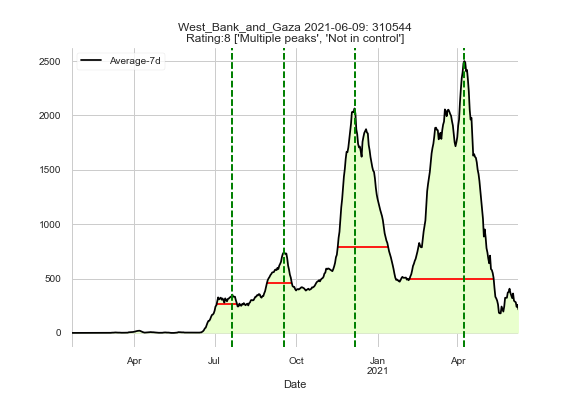 West_Bank_and_Gaza 2021-06-09: 310544
Rating:8 ['Multiple peaks', 'Not in control']
Average-7d
2500
2000
1500
1000
500
0
Apr
Jul
Oct
Jan
2021
Apr
Date